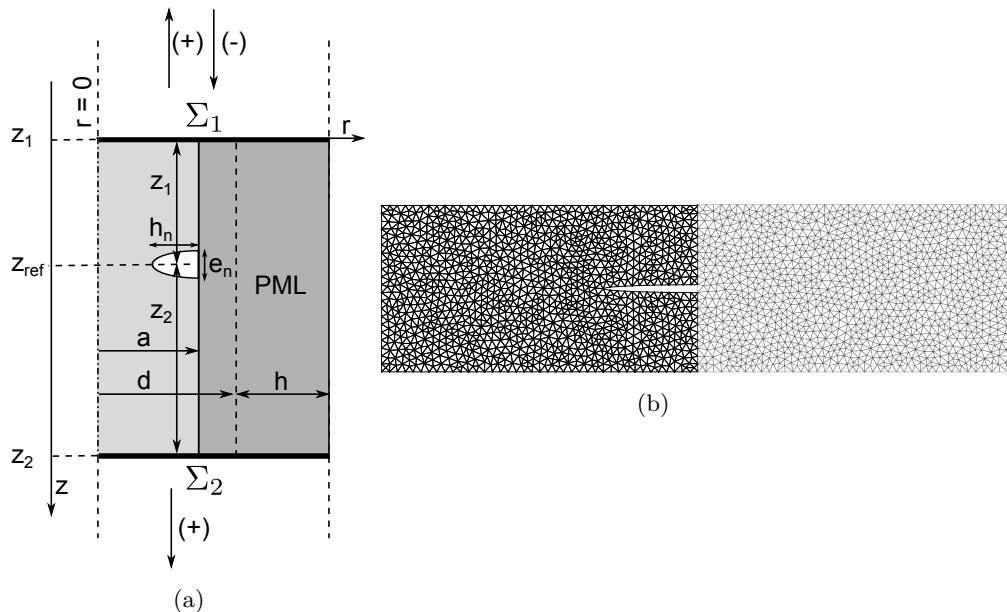 (+)
(-)
r = 0
Σ1
r
z1
z1
hn
zref
en
PML
z2
a
d
h
z2
Σ2
z
(+)
(a)
(b)